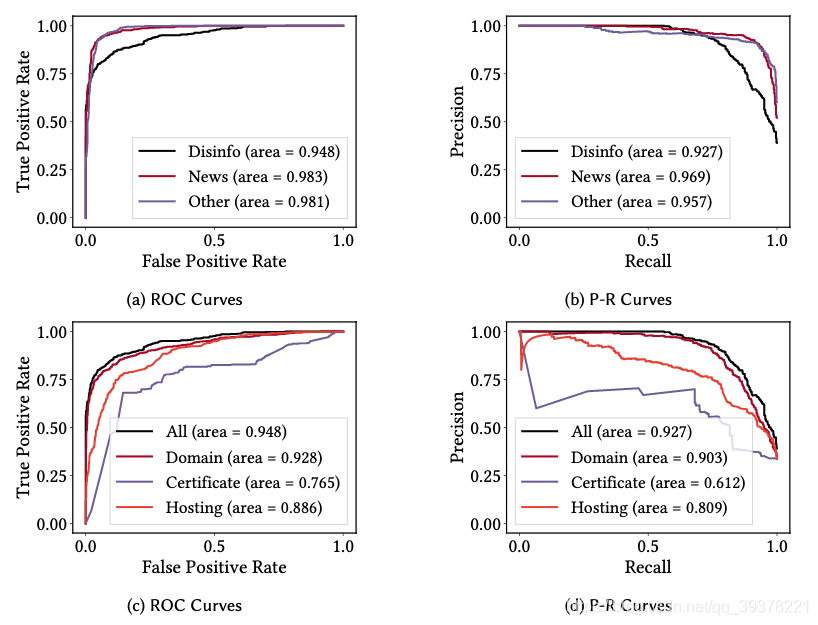 1.00
0.75
0.50
0.25
0.00
True Positive Rate
Disinfo (area = 0.948)
News (area = 0.983)
Other (area = 0.981)
0.0 0.5 1.0
False Positive Rate
(a) ROC Curves
1.00
0.75
0.50
0.25
0.00
Precision
Disinfo (area = 0.927)
News (area = 0.969)
Other (area = 0.957)
0.0 0.5 1.0
Recall
(b) P-R Curves
1.00
0.75
0.50
0.25
0.00
True Positive Rate
All (area = 0.948)
Domain (area = 0.928)
Certificate (area = 0.765)
Hosting (area = 0.886)
0.0 0.5 1.0
False Positive Rate
(c) ROC Curves
1.00
0.75
0.50
0.25
0.00
Precision
All (area = 0.927)
Domain (area = 0.903)
Certificate (area = 0.612)
Hosting (area = 0.809)
0.0 0.5 1.0
Recall
(d) P-R Curves